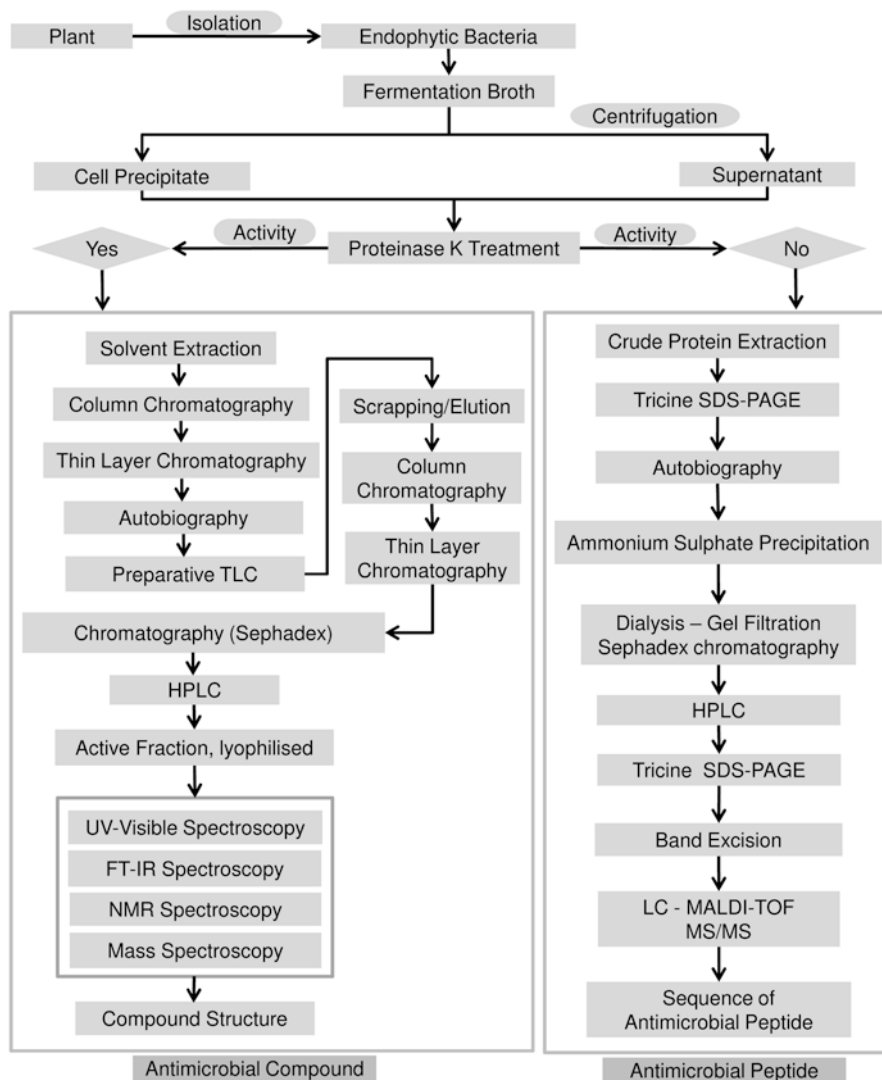 Plant
Isolation
Endophytic Bacteria
Fermentation Broth
Centrifugation
Cell Precipitate
Supernatant
Yes
Activity
Proteinase K Treatment
Activity
No
Solvent Extraction
Column Chromatography
Thin Layer Chromatography
Autobiography
Preparative TLC
Scrapping/Elution
Column
Chromatography
Thin Layer
Chromatography
Chromatography (Sephadex)
HPLC
Active Fraction, lyophilised
UV-Visible Spectroscopy
FT-IR Spectroscopy
NMR Spectroscopy
Mass Spectroscopy
Compound Structure
Antimicrobial Compound
Crude Protein Extraction
Tricine SDS-PAGE
Autobiography
Ammonium Sulphate Precipitation
Dialysis – Gel Filtration
Sephadex chromatography
HPLC
Tricine SDS-PAGE
Band Excision
LC - MALDI-TOF
MS/MS
Sequence of
Antimicrobial Peptide
Antimicrobial Peptide